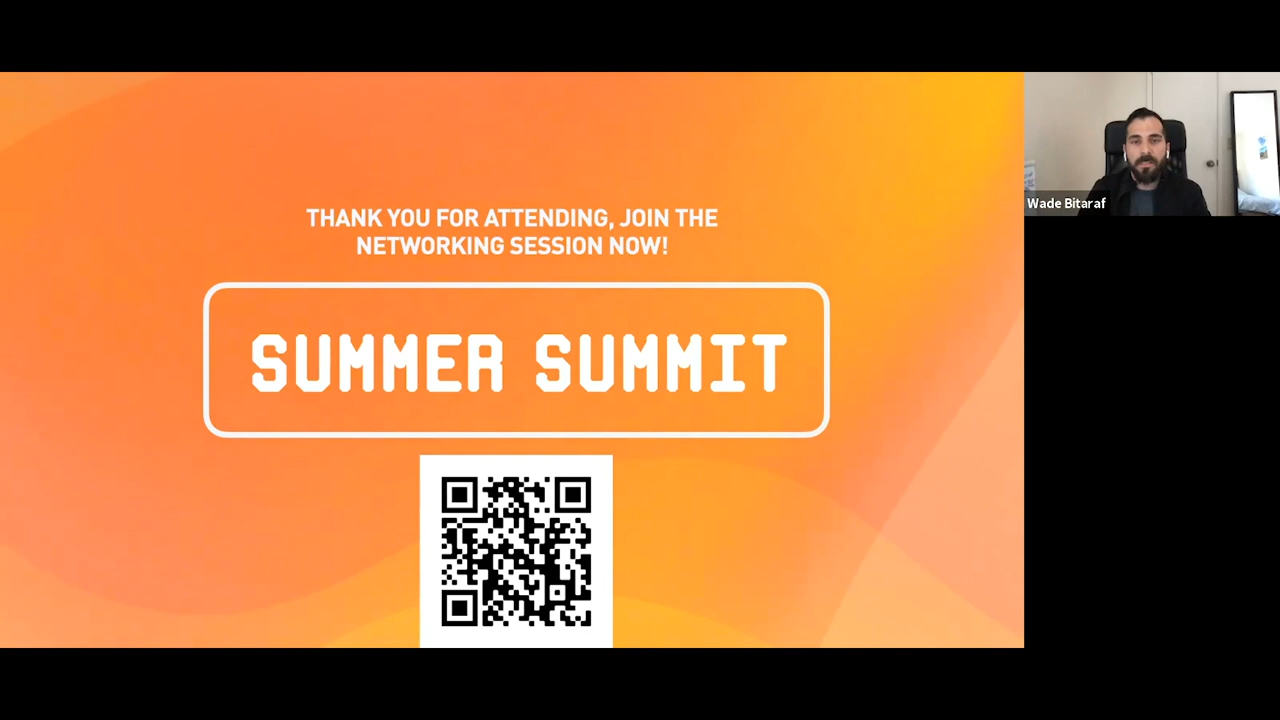 THANK YOU FOR ATTENDING, JOIN THE
NETWORKING SESSION NOW!
SUMMER SUMMIT
Wade Bitaraf